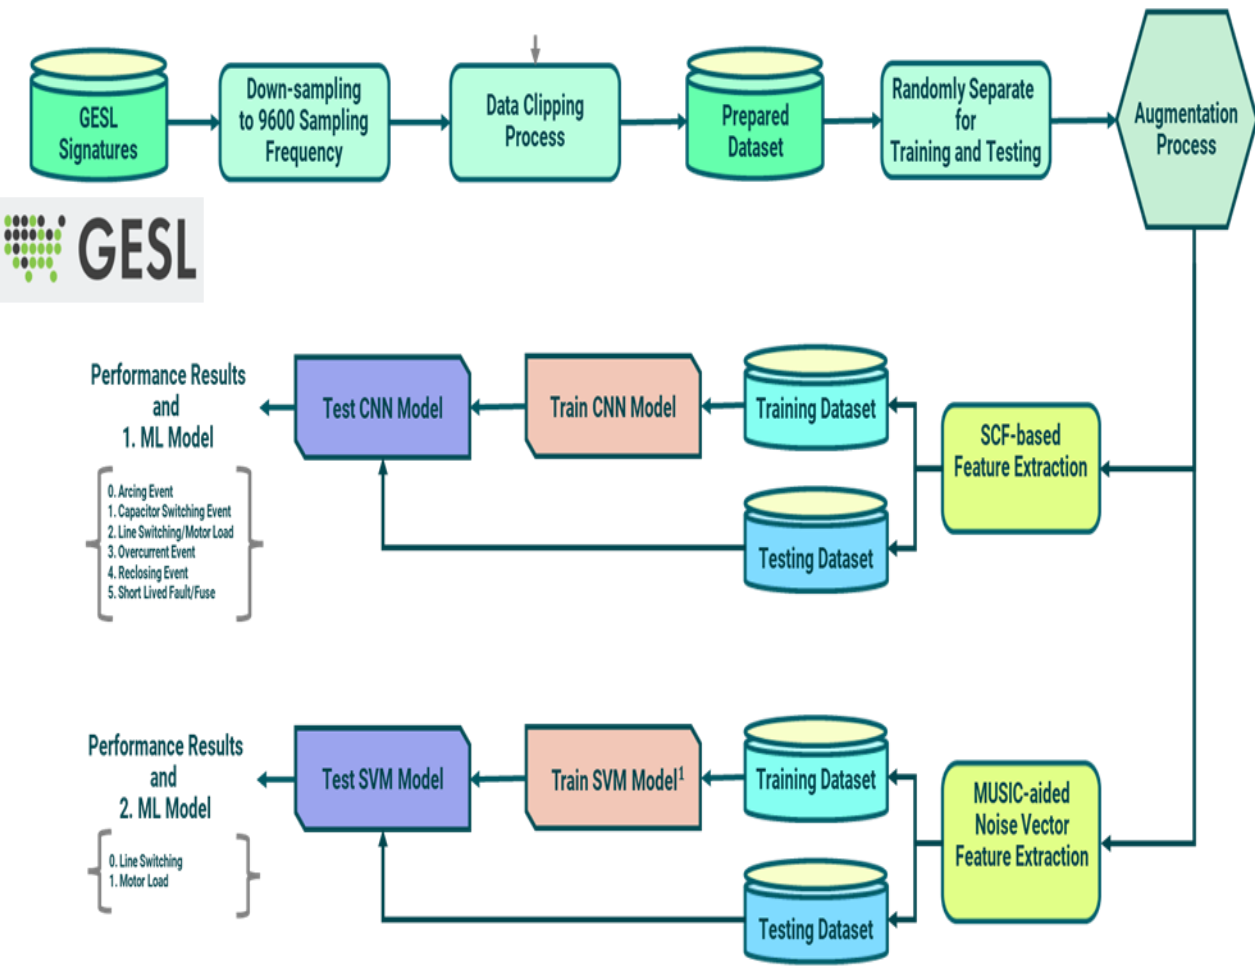 GESL
Signatures
Down-sampling
to 9600 Sampling
Frequency
Data Clipping
Process
Prepared
Dataset
Randomly Separate
for
Training and Testing
Augmentation
Process
GESL
Performance Results
and
1. ML Model
0. Arcing Event
1. Capacitor Switching Event
2. Line Switching/Motor Load
3. Overcurrent Event
4. Reclosing Event
5. Short Lived Fault/Fuse
Test CNN Model
Train CNN Model
Training Dataset
Testing Dataset
SCF-based
Feature Extraction
Performance Results
and
2. ML Model
0. Line Switching
1. Motor Load
Test SVM Model
Train SVM Model¹
Training Dataset
Testing Dataset
MUSIC-aided
Noise Vector
Feature Extraction